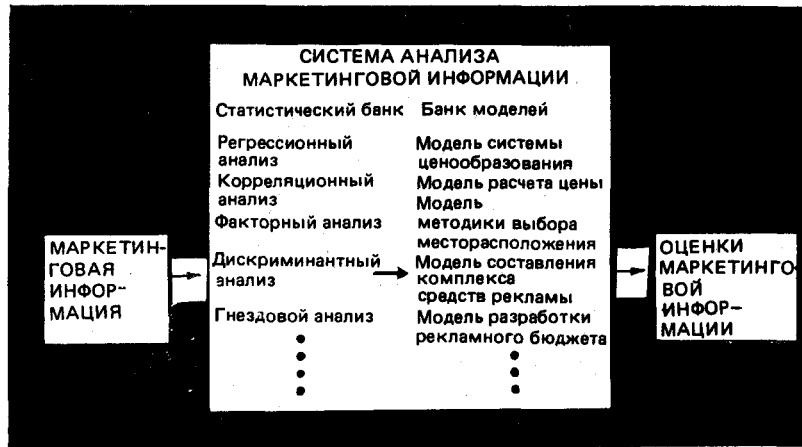 СИСТЕМА АНАЛИЗА
МАРКЕТИНГОВОЙ ИНФОРМАЦИИ
Статистический банк
Регрессионный
анализ
Корреляционный
анализ
Факторный анализ
Дискриминантный
анализ
Гнездовой анализ
Банк моделей
Модель системы
ценообразования
Модель расчета цены
Модель
методики выбора
месторасположения
Модель составления
комплекса
средств рекламы
Модель разработки
рекламного бюджета
МАРКЕТИН-
ГОВАЯ
ИНФОР-
МАЦИЯ
ОЦЕНКИ
МАРКЕТИНГО-
ВОЙ
ИНФОР-
МАЦИИ